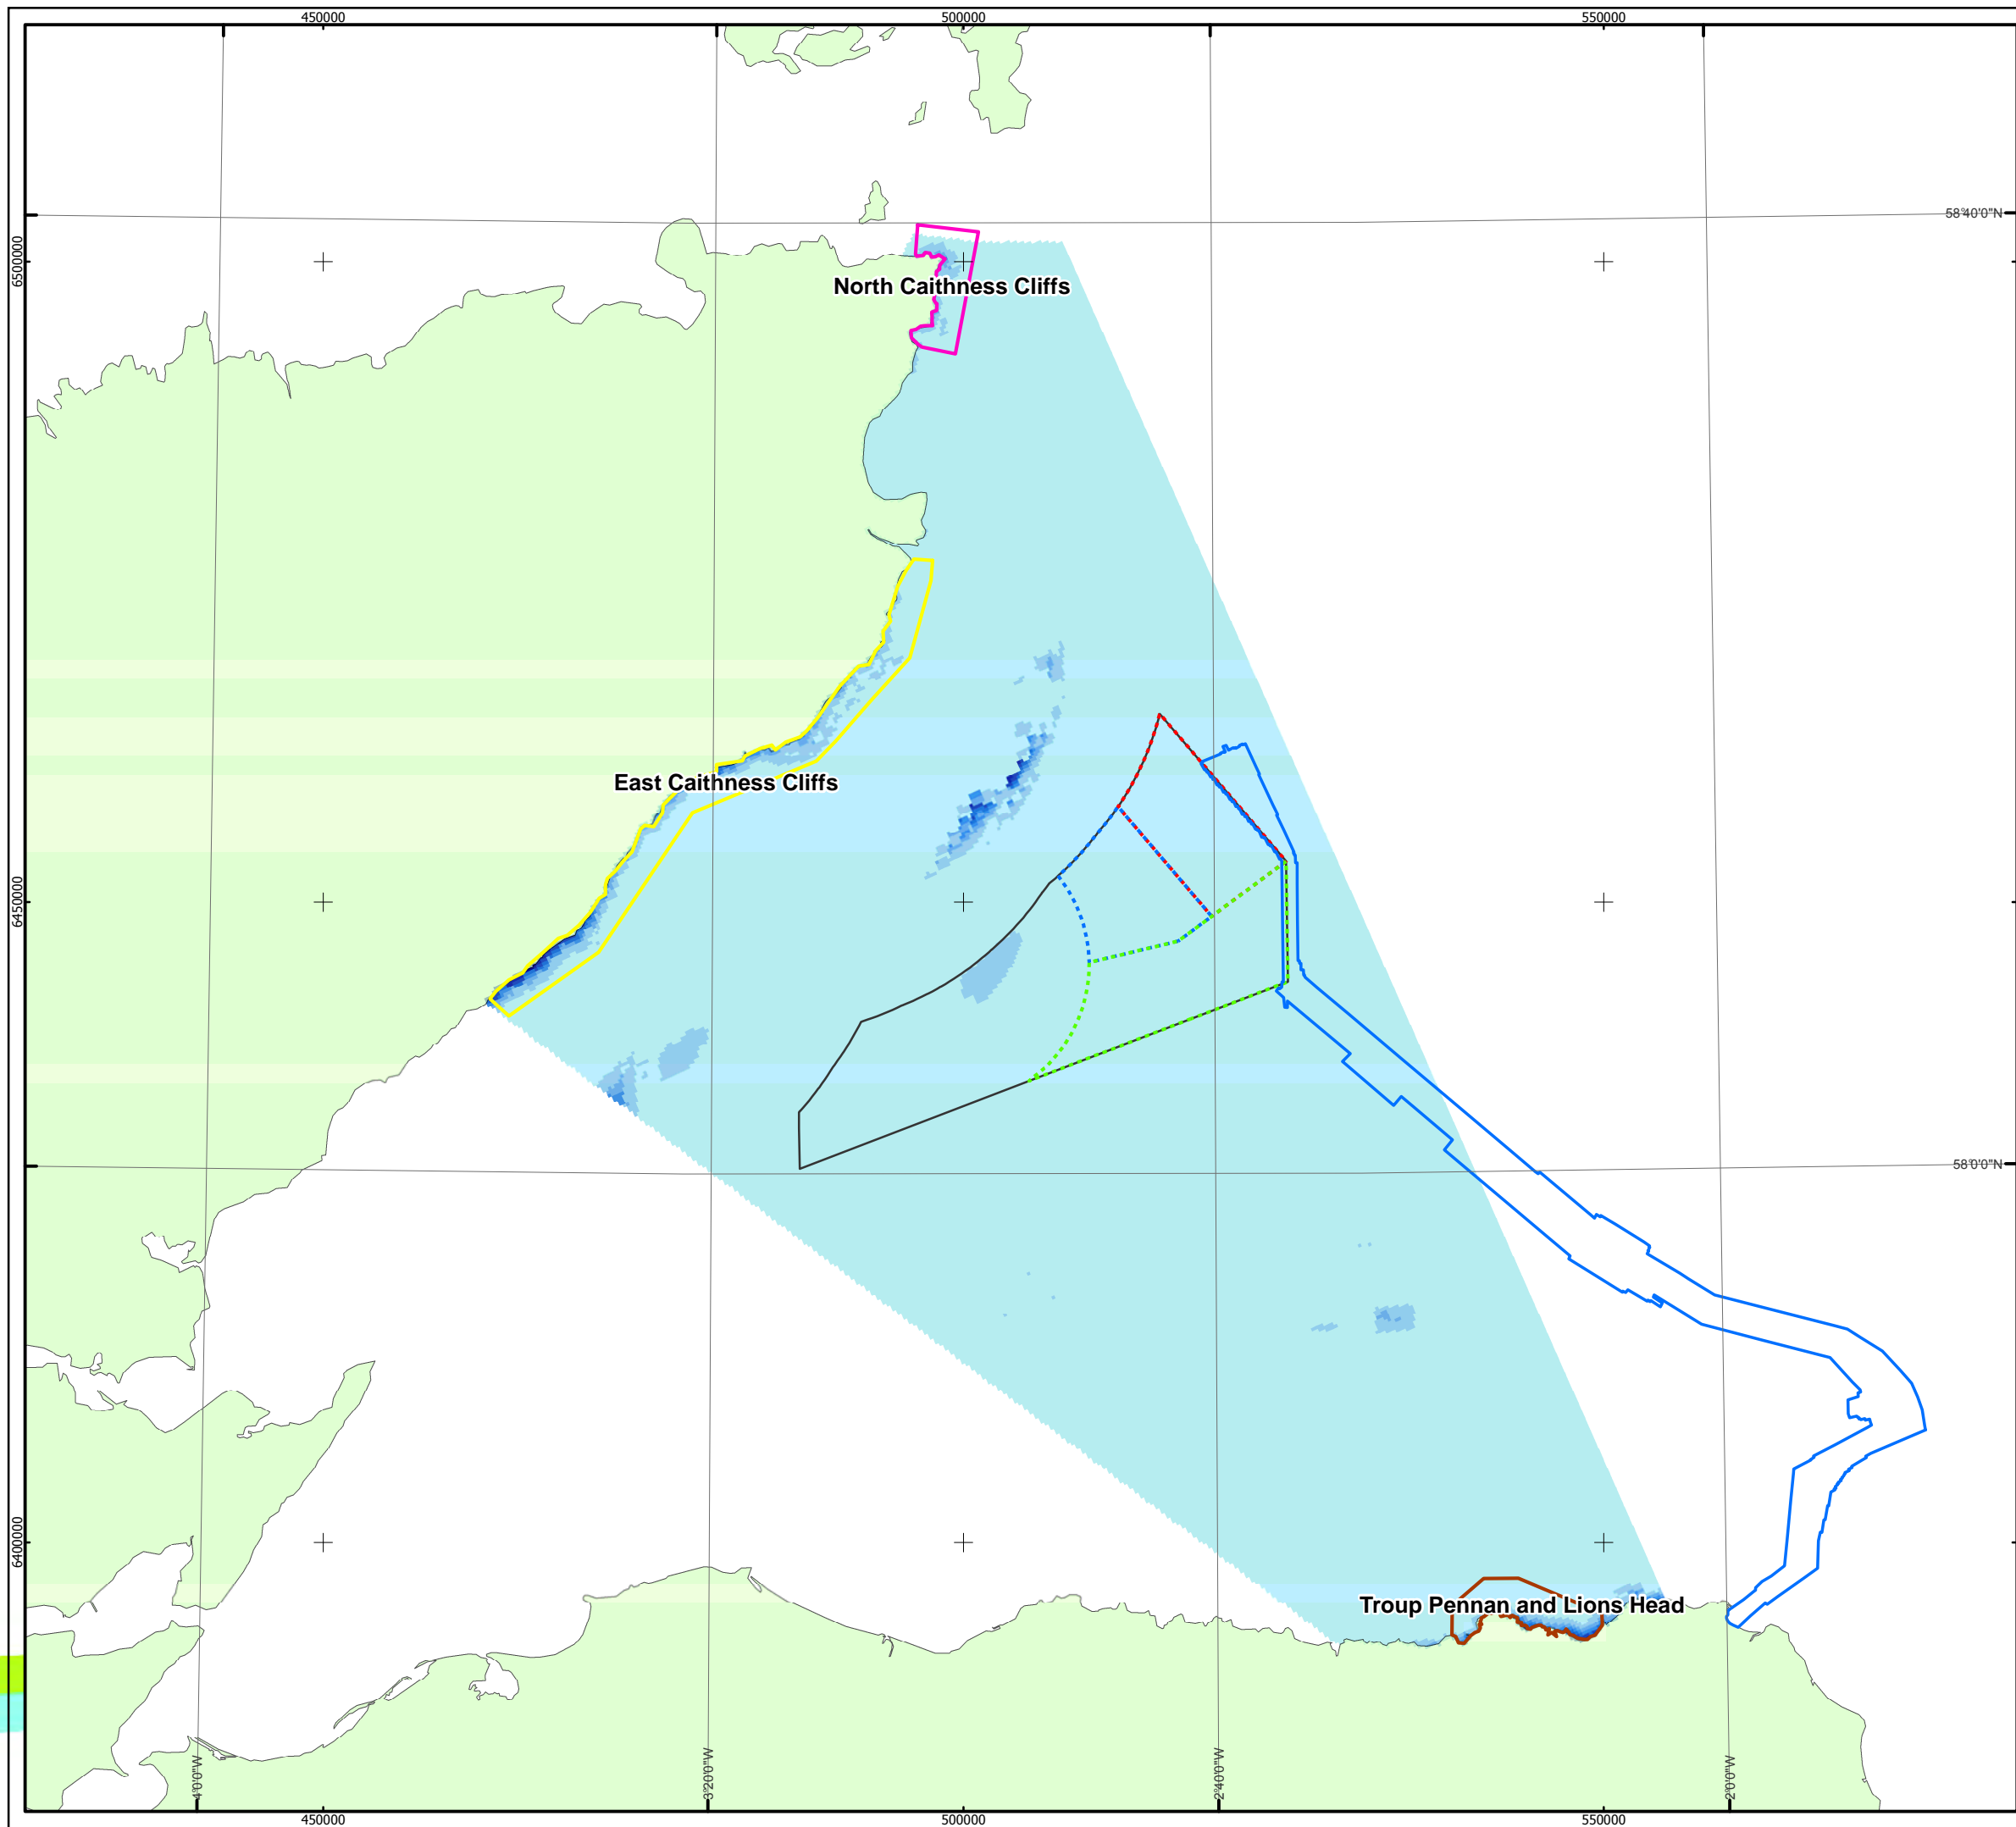 450000
500000
550000
58°40'0"N
6500000
North Caithness Cliffs
East Caithness Cliffs
6450000
58°0'0"N
6400000
Troup Pennan and Lions Head
4°0'0"W
3°20'0"W
2°40'0"W
2°0'0"W
450000
500000
550000